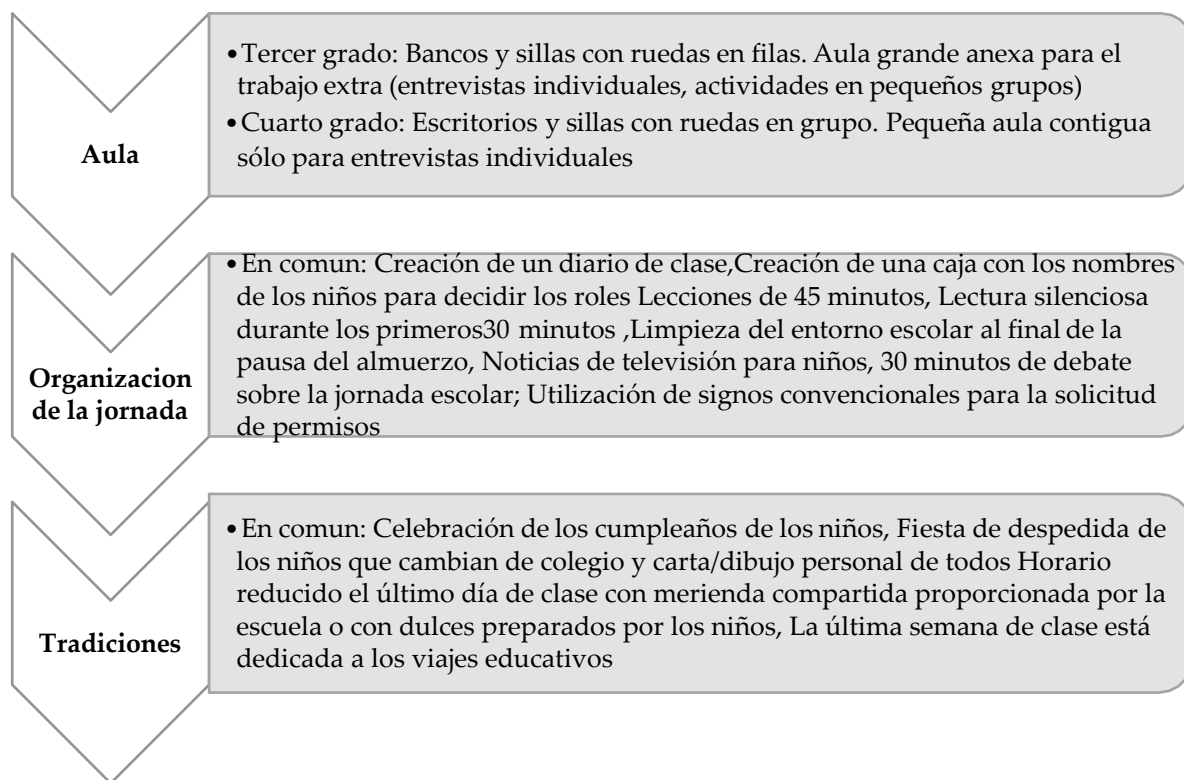 Aula
•Tercer grado: Bancos y sillas con ruedas en filas. Aula grande anexa para el
trabajo extra (entrevistas individuales, actividades en pequeños grupos)
•Cuarto grado: Escritorios y sillas con ruedas en grupo. Pequeña aula contigua
sólo para entrevistas individuales
Organizacion
de la jornada
•En comun: Creación de un diario de clase,Creación de una caja con los nombres
de los niños para decidir los roles Lecciones de 45 minutos, Lectura silenciosa
durante los primeros30 minutos ,Limpieza del entorno escolar al final de la
pausa del almuerzo, Noticias de televisión para niños, 30 minutos de debate
sobre la jornada escolar; Utilización de signos convencionales para la solicitud
de permisos
Tradiciones
•En comun: Celebración de los cumpleaños de los niños, Fiesta de despedida de
los niños que cambian de colegio y carta/dibujo personal de todos Horario
reducido el último día de clase con merienda compartida proporcionada por la
escuela o con dulces preparados por los niños, La última semana de clase está
dedicada a los viajes educativos